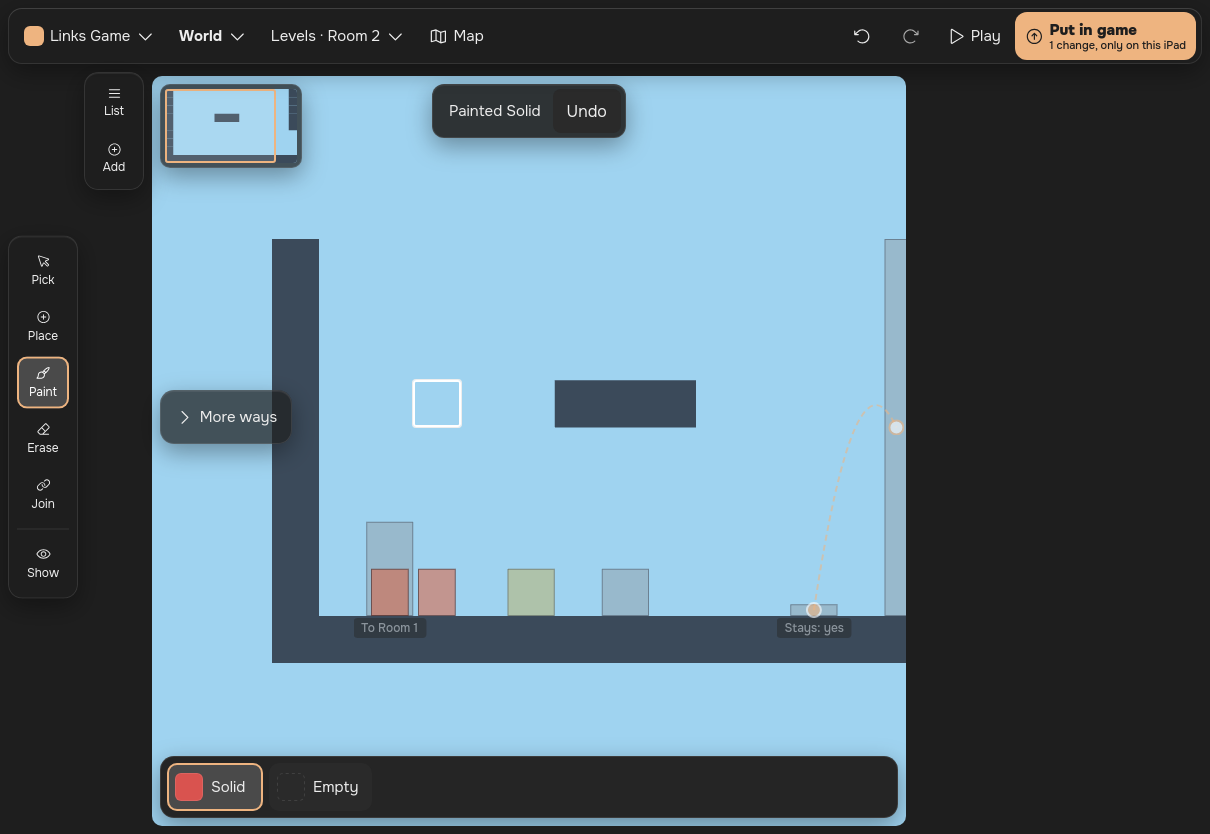 Links Game
World
Levels · Room 2
Map
Play
Put in game
1 change, only on this iPad
List
Add
Painted Solid
Undo
Pick
Place
Paint
Erase
Join
Show
More ways
To Room 1
Stays: yes
Solid
Empty